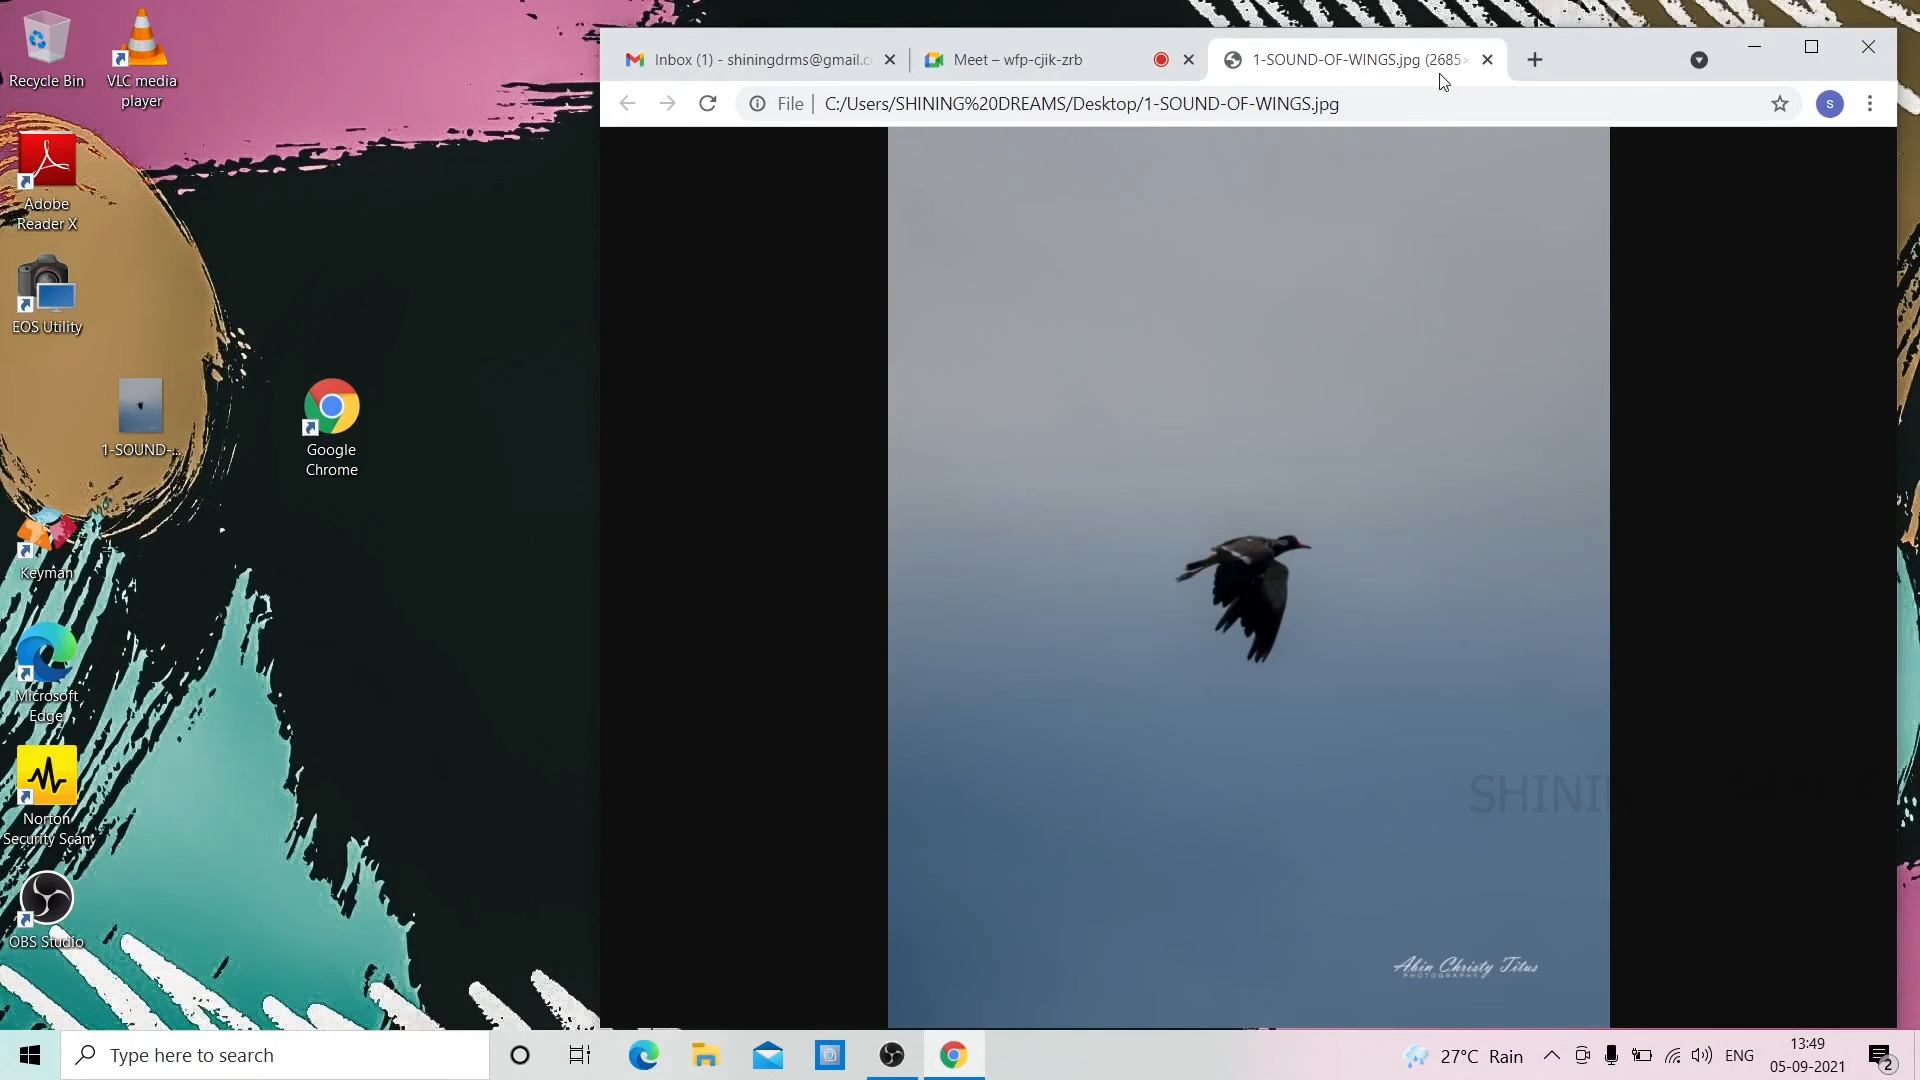 Recycle Bin
VLC media
player
Adobe
Reader X
EOS Utility
1-SOUND-...
Google
Chrome
Keyman
Microsoft
Edge
Norton
Security Scan
OBS Studio
Inbox (1) - shiningdrms@gmail.c
Meet – wfp-cjik-zrb
1-SOUND-OF-WINGS.jpg (2685×
File
C:/Users/SHINING%20DREAMS/Desktop/1-SOUND-OF-WINGS.jpg
S
SHINI
Abin Christy Titus
PHOTOGRAPHY
Type here to search
27°C Rain
ENG
13:49
05-09-2021
2